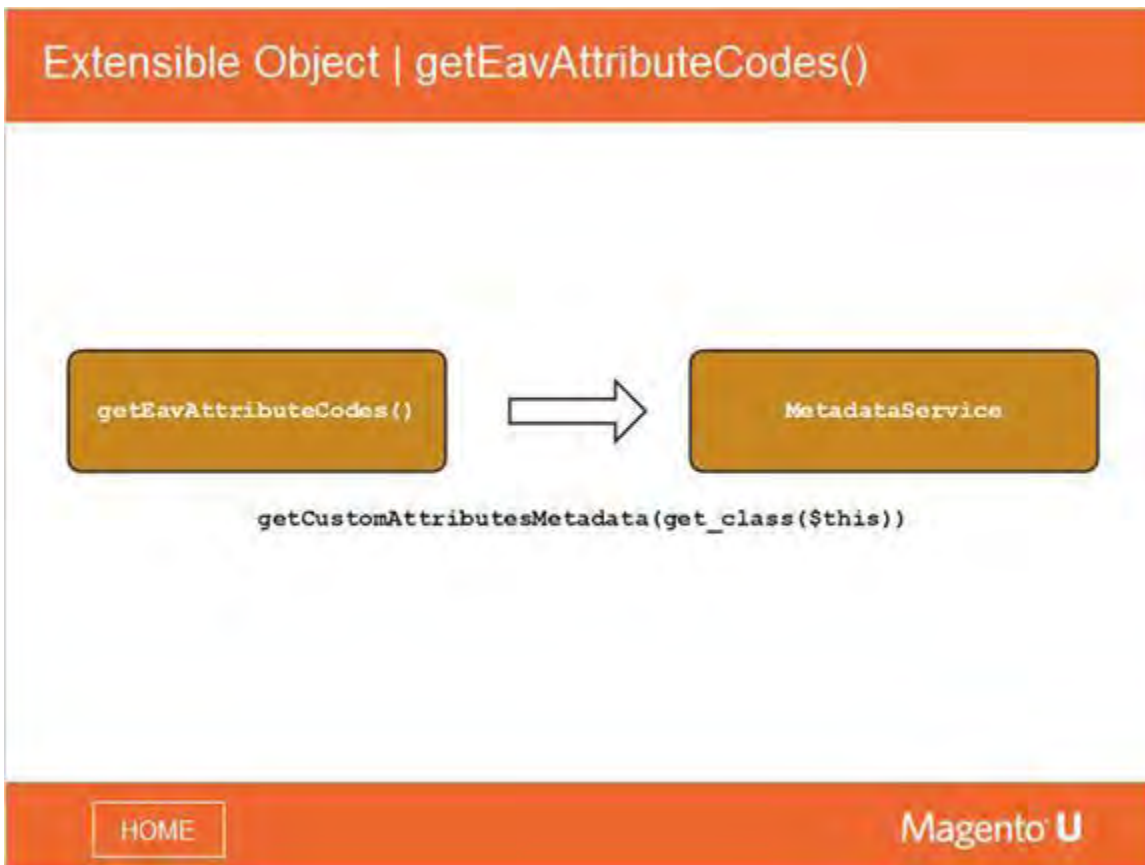 Extensible Object | getEavAttributeCodes()
getEavAttributeCodes()
MetadataService
getCustomAttributesMetadata(get_class($this))
HOME
Magento U